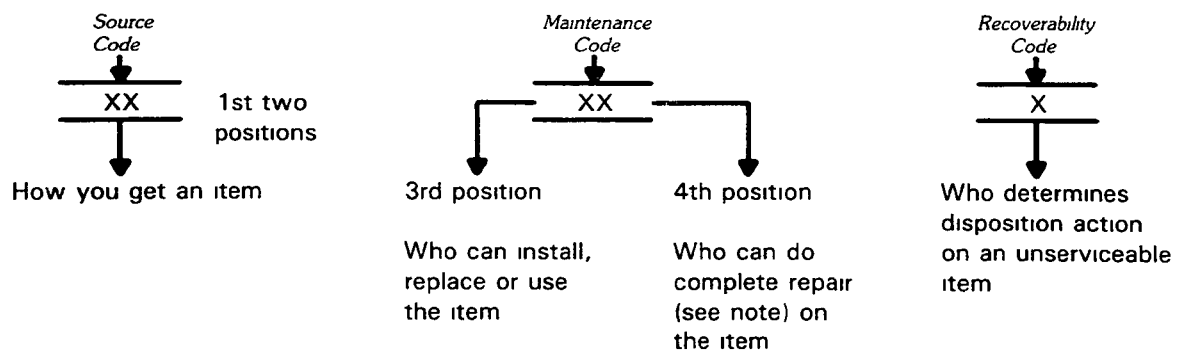 Source
Code
XX
1st two
positions
How you get an item
Maintenance
Code
XX
3rd position
Who can install,
replace or use
the item
4th position
Who can do
complete repair
(see note) on
the item
Recoverability
Code
X
Who determines
disposition action
on an unserviceable
item